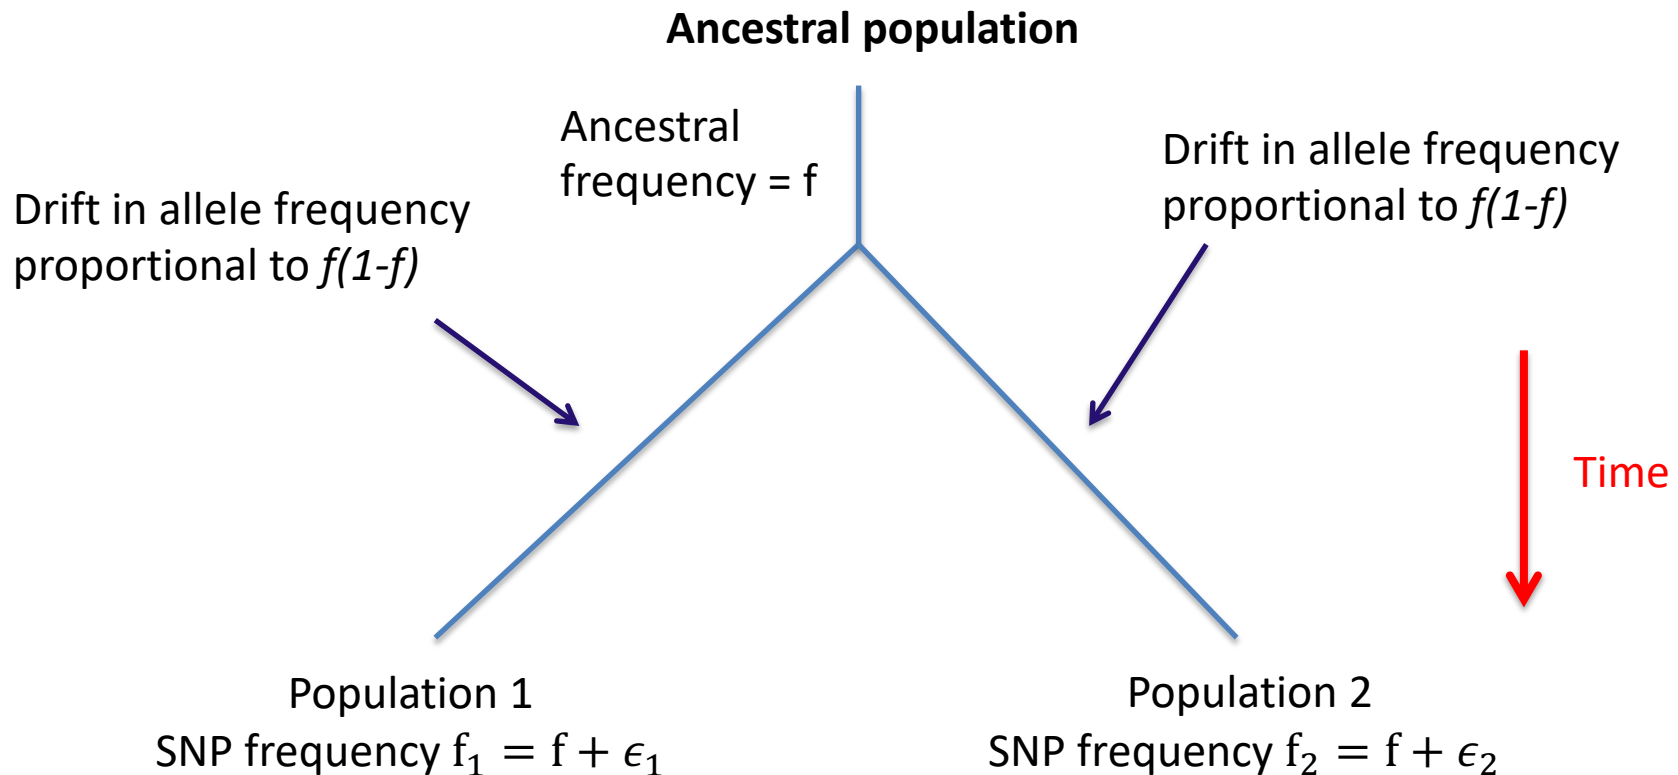 Ancestral population
Ancestral
frequency = f
Drift in allele frequency
proportional to f(1-f)
Drift in allele frequency
proportional to f(1-f)
Time
Population 1
SNP frequency f₁ = f + ϵ₁
Population 2
SNP frequency f₂ = f + ϵ₂